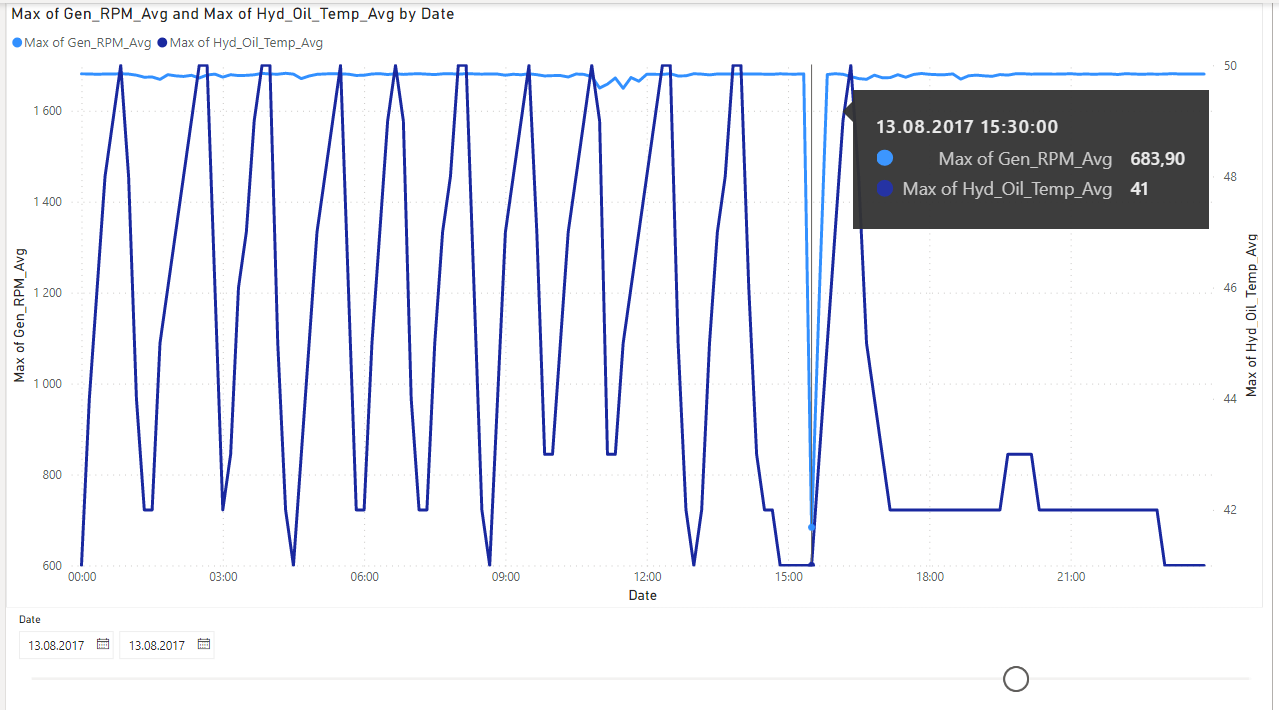 Max of Gen_RPM_Avg and Max of Hyd_Oil_Temp_Avg by Date
Max of Gen_RPM_Avg Max of Hyd_Oil_Temp_Avg
Max of Gen_RPM_Avg
1 600
1 400
1 200
1 000
800
600
50
48
46
44
42
Max of Hyd_Oil_Temp_Avg
13.08.2017 15:30:00
Max of Gen_RPM_Avg 683,90
Max of Hyd_Oil_Temp_Avg 41
00:00 03:00 06:00 09:00 12:00 15:00 18:00 21:00
Date
Date
13.08.2017 13.08.2017